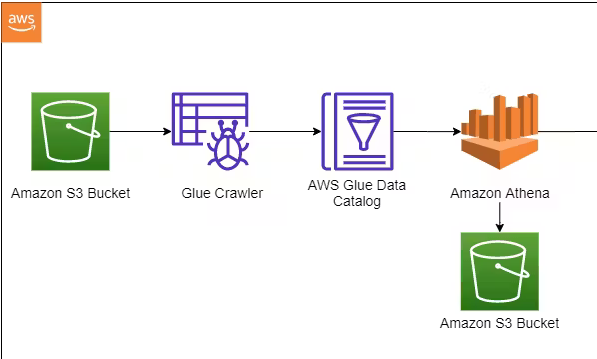 aws
Amazon S3 Bucket
Glue Crawler
AWS Glue Data
Catalog
Amazon Athena
Amazon S3 Bucket